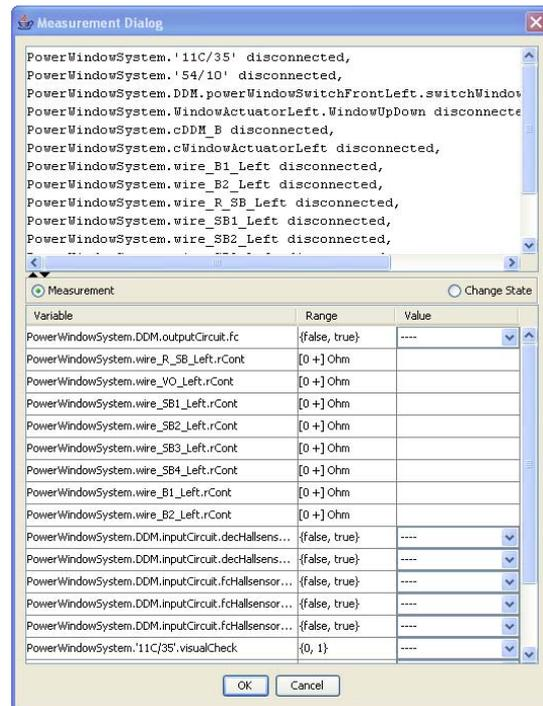 Measurement Dialog
PowerWindowSystem.'11C/35' disconnected,
PowerWindowSystem.'54/10' disconnected,
PowerWindowSystem.DDM.powerWindowSwitchFrontLeft.switchWindow
PowerWindowSystem.WindowActuatorLeft.WindowUpDown disconnecte
PowerWindowSystem.cDDM_B disconnected,
PowerWindowSystem.cWindowActuatorLeft disconnected,
PowerWindowSystem.wire_B1_Left disconnected,
PowerWindowSystem.wire_B2_Left disconnected,
PowerWindowSystem.wire_R_SB_Left disconnected,
PowerWindowSystem.wire_SB1_Left disconnected,
PowerWindowSystem.wire_SB2_Left disconnected,
Measurement Change State
Variable Range Value
PowerWindowSystem.DDM.outputCircuit.fc {false, true} ----
PowerWindowSystem.wire_R_SB_Left.rCont [0 +] Ohm
PowerWindowSystem.wire_VO_Left.rCont [0 +] Ohm
PowerWindowSystem.wire_SB1_Left.rCont [0 +] Ohm
PowerWindowSystem.wire_SB2_Left.rCont [0 +] Ohm
PowerWindowSystem.wire_SB3_Left.rCont [0 +] Ohm
PowerWindowSystem.wire_SB4_Left.rCont [0 +] Ohm
PowerWindowSystem.wire_B1_Left.rCont [0 +] Ohm
PowerWindowSystem.wire_B2_Left.rCont [0 +] Ohm
PowerWindowSystem.DDM.inputCircuit.decHallsens... {false, true} ----
PowerWindowSystem.DDM.inputCircuit.decHallsens... {false, true} ----
PowerWindowSystem.DDM.inputCircuit.fcHallsensor... {false, true} ----
PowerWindowSystem.DDM.inputCircuit.fcHallsensor... {false, true} ----
PowerWindowSystem.DDM.inputCircuit.fcHallsensor... {false, true} ----
PowerWindowSystem.'11C/35'.visualCheck {0, 1} ----
OK Cancel